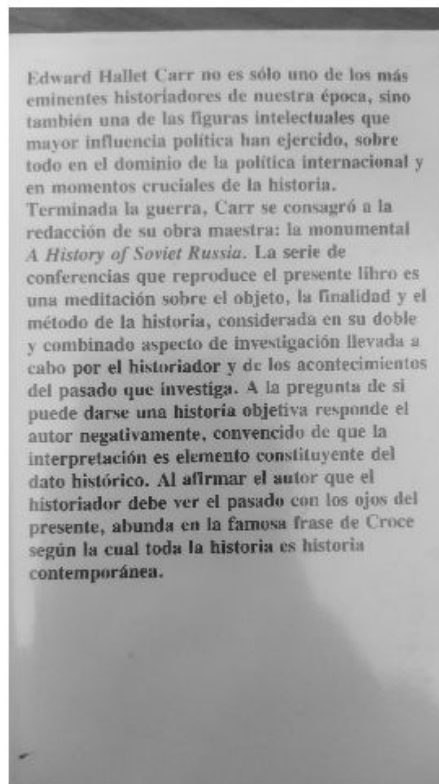 Edward Hallet Carr no es sólo uno de los más
eminentes historiadores de nuestra época, sino
también una de las figuras intelectuales que
mayor influencia política han ejercido, sobre
todo en el dominio de la política internacional y
en momentos cruciales de la historia.
Terminada la guerra, Carr se consagró a la
redacción de su obra maestra: la monumental
A History of Soviet Russia. La serie de
conferencias que reproduce el presente libro es
una meditación sobre el objeto, la finalidad y el
método de la historia, considerada en su doble
y combinado aspecto de investigación llevada a
cabo por el historiador y de los acontecimientos
del pasado que investiga. A la pregunta de si
puede darse una historia objetiva responde el
autor negativamente, convencido de que la
interpretación es elemento constituyente del
dato histórico. Al afirmar el autor que el
historiador debe ver el pasado con los ojos del
presente, abunda en la famosa frase de Croce
según la cual toda la historia es historia
contemporánea.